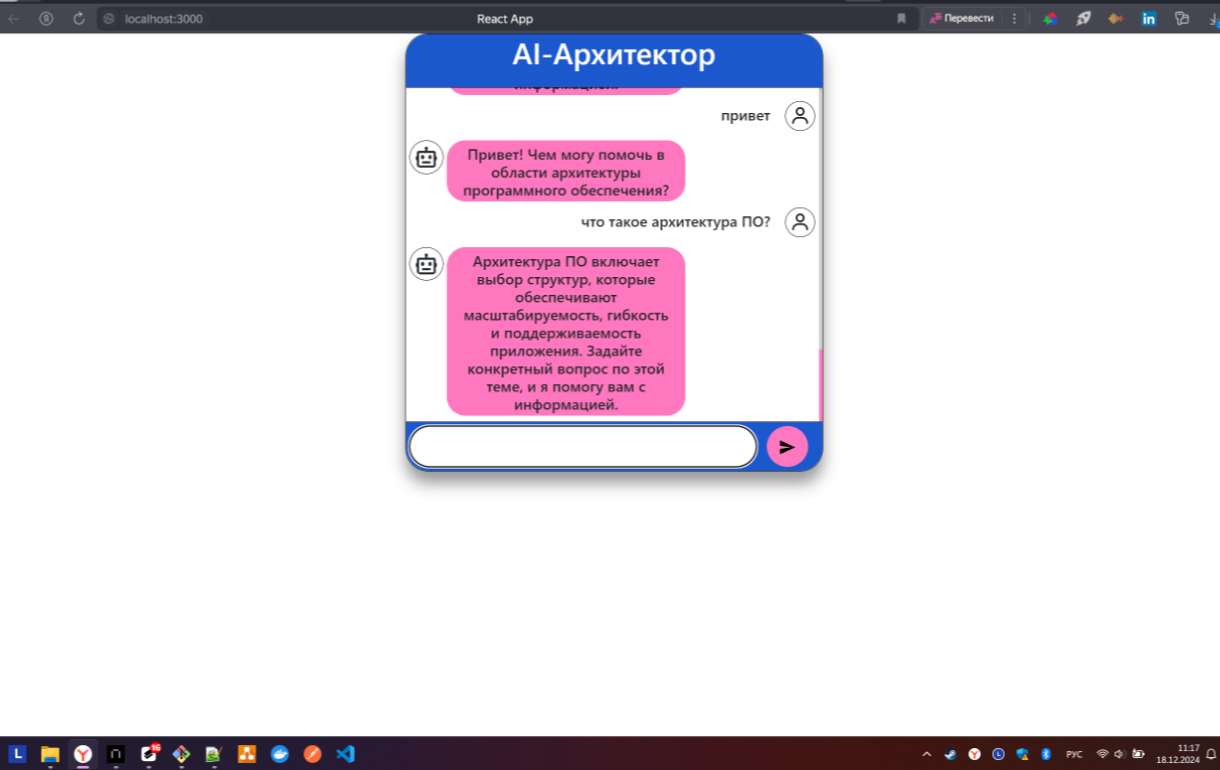 localhost:3000
React App
Перевести
AI-Архитектор
информацией.
привет
Привет! Чем могу помочь в
области архитектуры
программного обеспечения?
что такое архитектура ПО?
Архитектура ПО включает
выбор структур, которые
обеспечивают
масштабируемость, гибкость
и поддерживаемость
приложения. Задайте
конкретный вопрос по этой
теме, и я помогу вам с
информацией.
16
РУС
11:17
18.12.2024